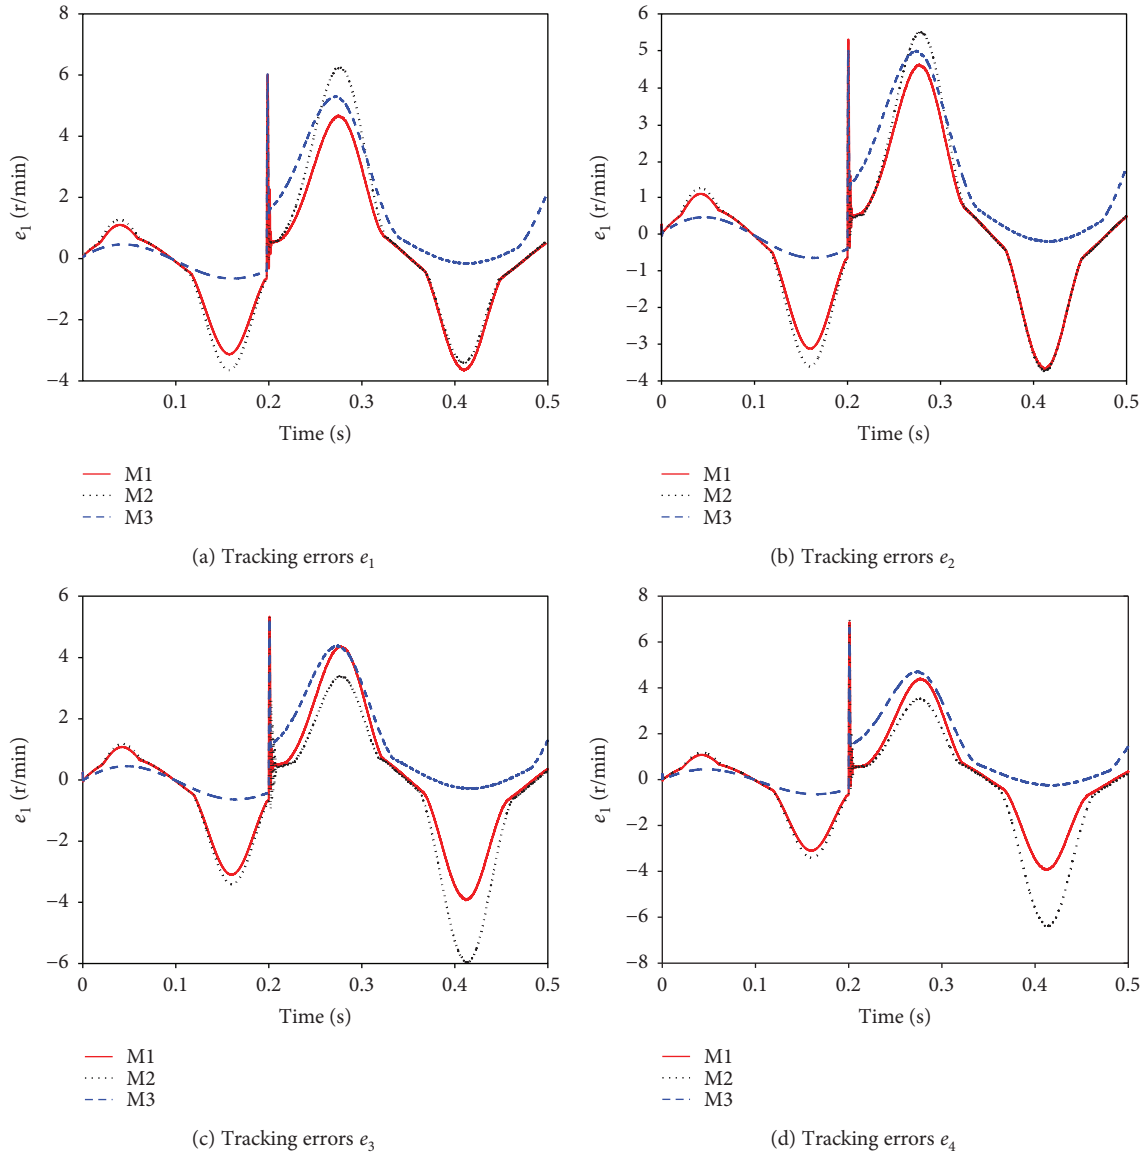 8
6
4
2
0
−2
−4
e1 (r/min)
0.1
0.2
0.3
0.4
0.5
Time (s)
M1
M2
M3
(a) Tracking errors e1
6
5
4
3
2
1
0
−1
−2
−3
−4
e1 (r/min)
0
0.1
0.2
0.3
0.4
0.5
Time (s)
M1
M2
M3
(b) Tracking errors e2
6
4
2
0
−2
−4
−6
e1 (r/min)
0
0.1
0.2
0.3
0.4
0.5
Time (s)
M1
M2
M3
(c) Tracking errors e3
8
6
4
2
0
−2
−4
−6
−8
e1 (r/min)
0
0.1
0.2
0.3
0.4
0.5
Time (s)
M1
M2
M3
(d) Tracking errors e4